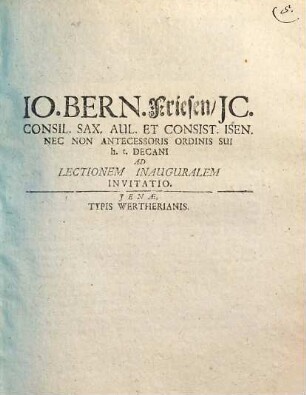 8.
IO. BERN. Friesen/ JC.
CONSIL. SAX. AUL. ET CONSIST. ISEN.
NEC NON ANTECESSORIS ORDINIS SUI
h. t. DECANI
AD
LECTIONEM INAUGURALEM
INVITATIO.
JENÆ,
TYPIS WERTHERIANIS.